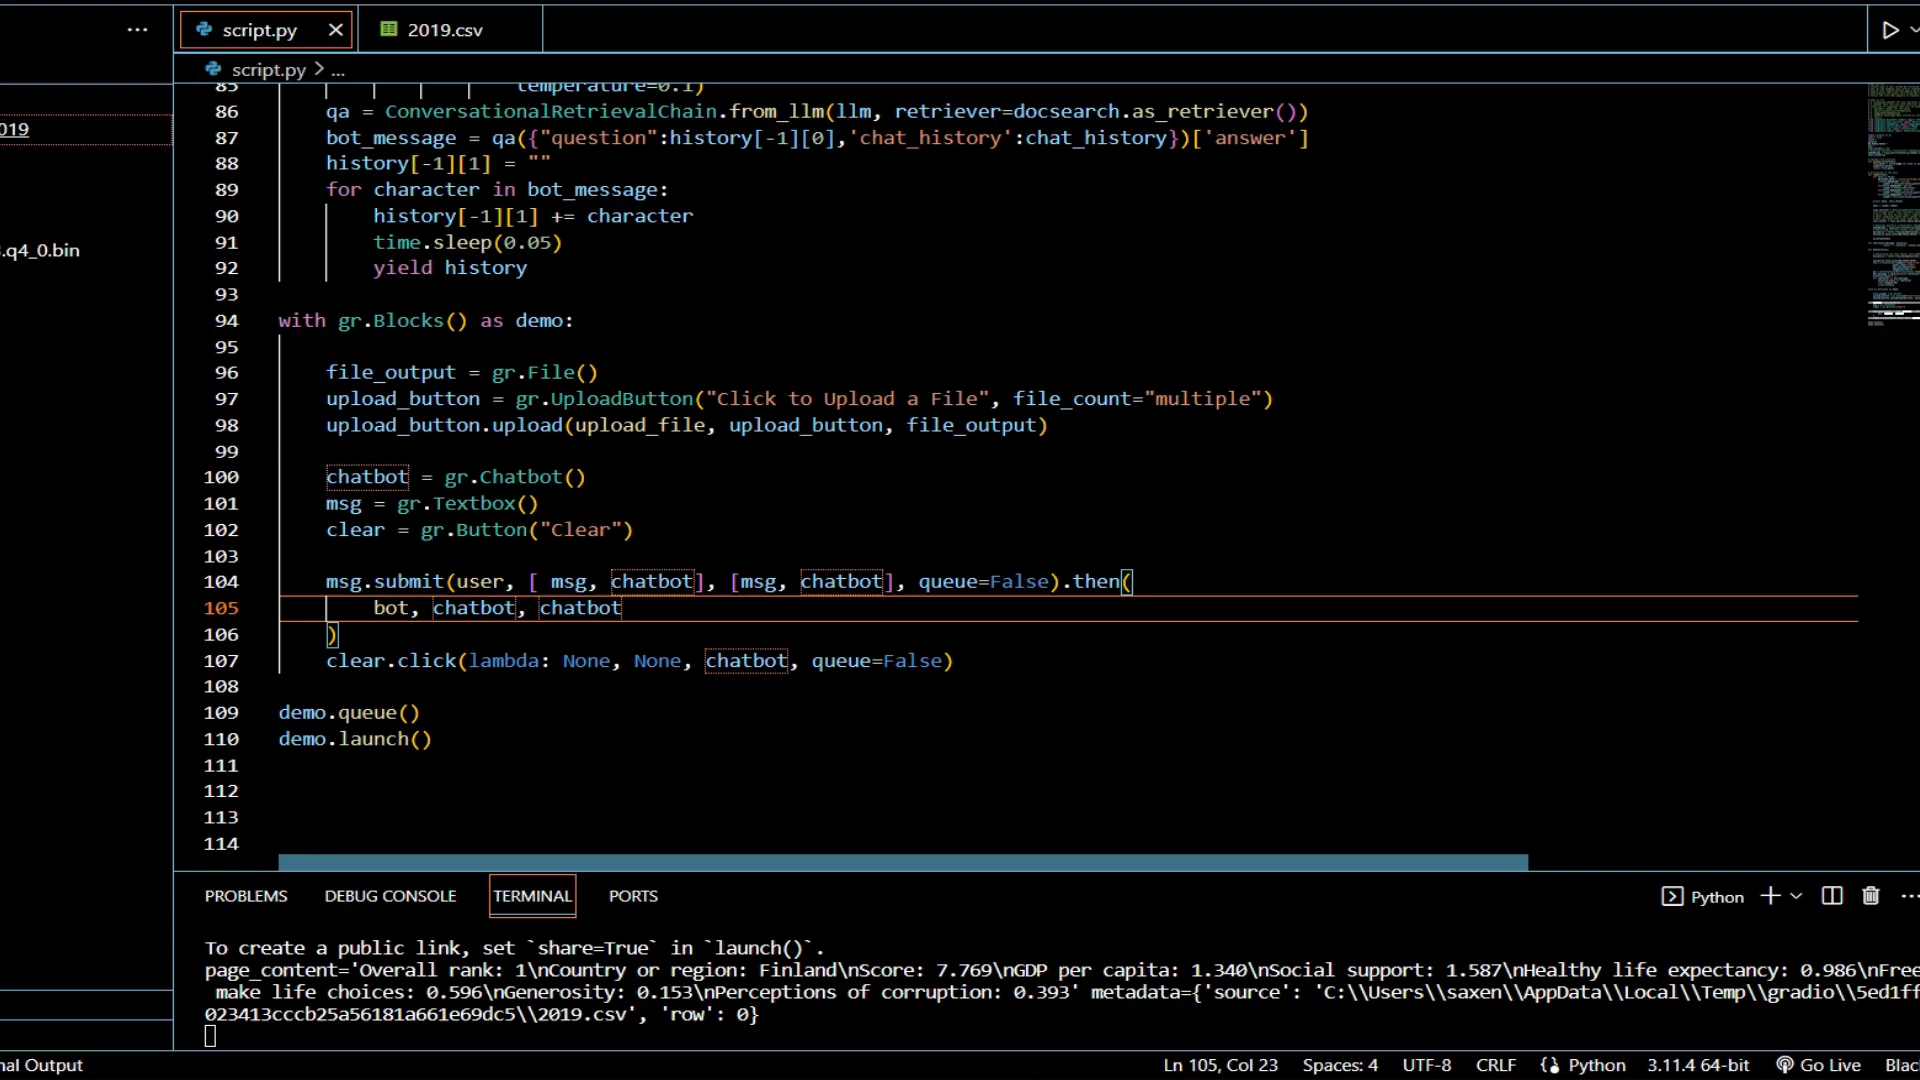 script.py
2019.csv
script.py > ...
019
.q4_0.bin
85 temperature=0.1)
86 qa = ConversationalRetrievalChain.from_llm(llm, retriever=docsearch.as_retriever())
87 bot_message = qa({"question":history[-1][0],'chat_history':chat_history})['answer']
88 history[-1][1] = ""
89 for character in bot_message:
90 history[-1][1] += character
91 time.sleep(0.05)
92 yield history
93
94 with gr.Blocks() as demo:
95
96 file_output = gr.File()
97 upload_button = gr.UploadButton("Click to Upload a File", file_count="multiple")
98 upload_button.upload(upload_file, upload_button, file_output)
99
100 chatbot = gr.Chatbot()
101 msg = gr.Textbox()
102 clear = gr.Button("Clear")
103
104 msg.submit(user, [ msg, chatbot], [msg, chatbot], queue=False).then(
105 bot, chatbot, chatbot
106 )
107 clear.click(lambda: None, None, chatbot, queue=False)
108
109 demo.queue()
110 demo.launch()
111
112
113
114
PROBLEMS DEBUG CONSOLE TERMINAL PORTS
Python
To create a public link, set `share=True` in `launch()`.
page_content='Overall rank: 1\nCountry or region: Finland\nScore: 7.769\nGDP per capita: 1.340\nSocial support: 1.587\nHealthy life expectancy: 0.986\nFree
make life choices: 0.596\nGenerosity: 0.153\nPerceptions of corruption: 0.393' metadata={'source': 'C:\\Users\\saxen\\AppData\\Local\\Temp\\gradio\\5ed1ff
023413cccb25a56181a661e69dc5\\2019.csv', 'row': 0}
nal Output
Ln 105, Col 23 Spaces: 4 UTF-8 CRLF Python 3.11.4 64-bit Go Live Blac